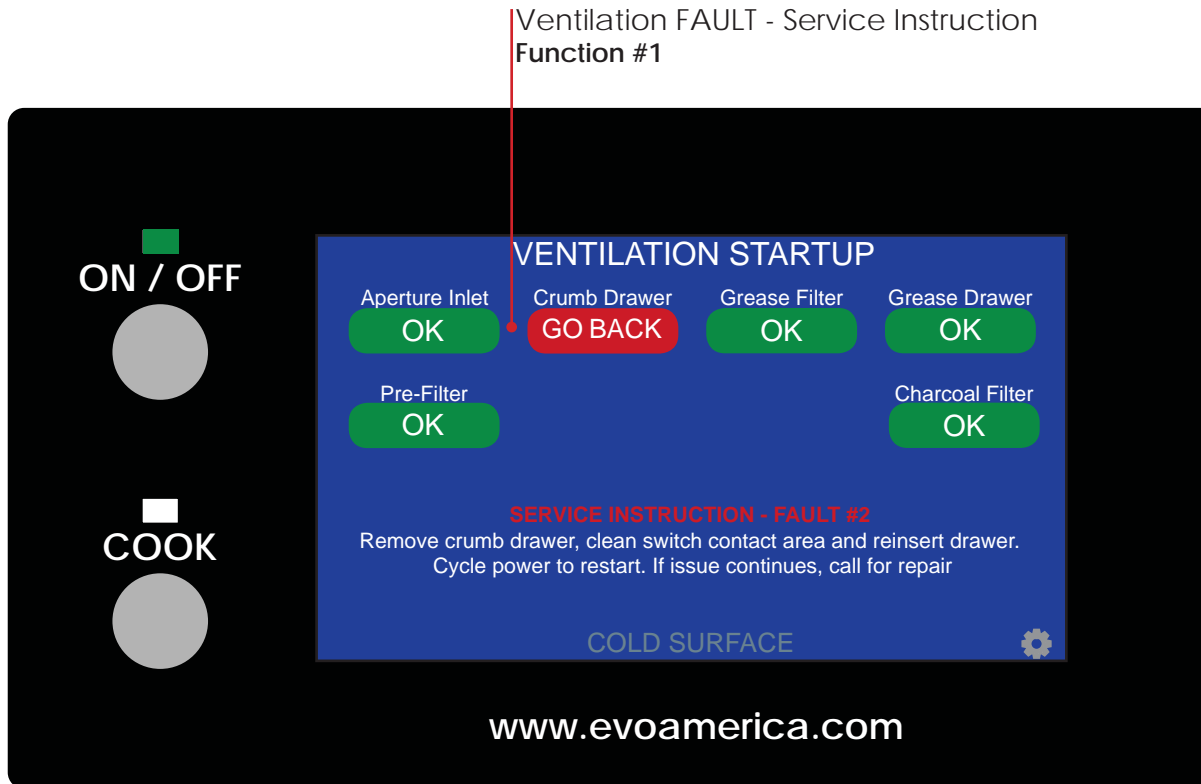 Ventilation FAULT - Service Instruction
Function #1
ON / OFF
VENTILATION STARTUP
Aperture Inlet
Crumb Drawer
Grease Filter
Grease Drawer
OK
GO BACK
OK
OK
Pre-Filter
Charcoal Filter
OK
OK
COOK
SERVICE INSTRUCTION - FAULT #2
Remove crumb drawer, clean switch contact area and reinsert drawer.
Cycle power to restart. If issue continues, call for repair
COLD SURFACE
www.evoamerica.com